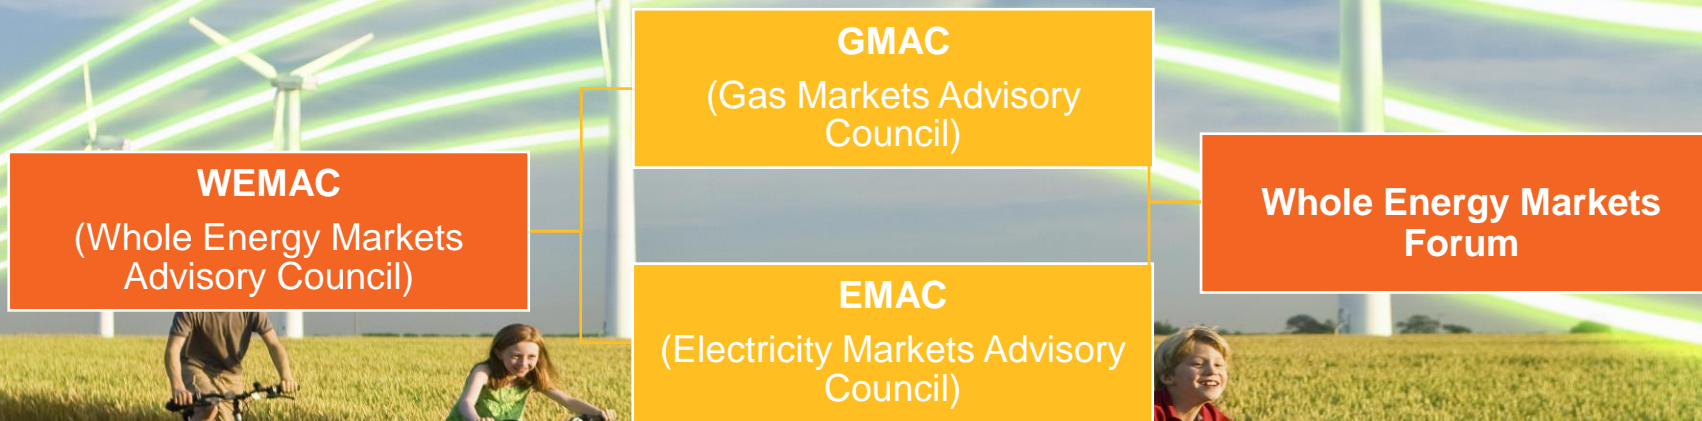 WEMAC
(Whole Energy Markets
Advisory Council)
GMAC
(Gas Markets Advisory
Council)
EMAC
(Electricity Markets Advisory
Council)
Whole Energy Markets
Forum